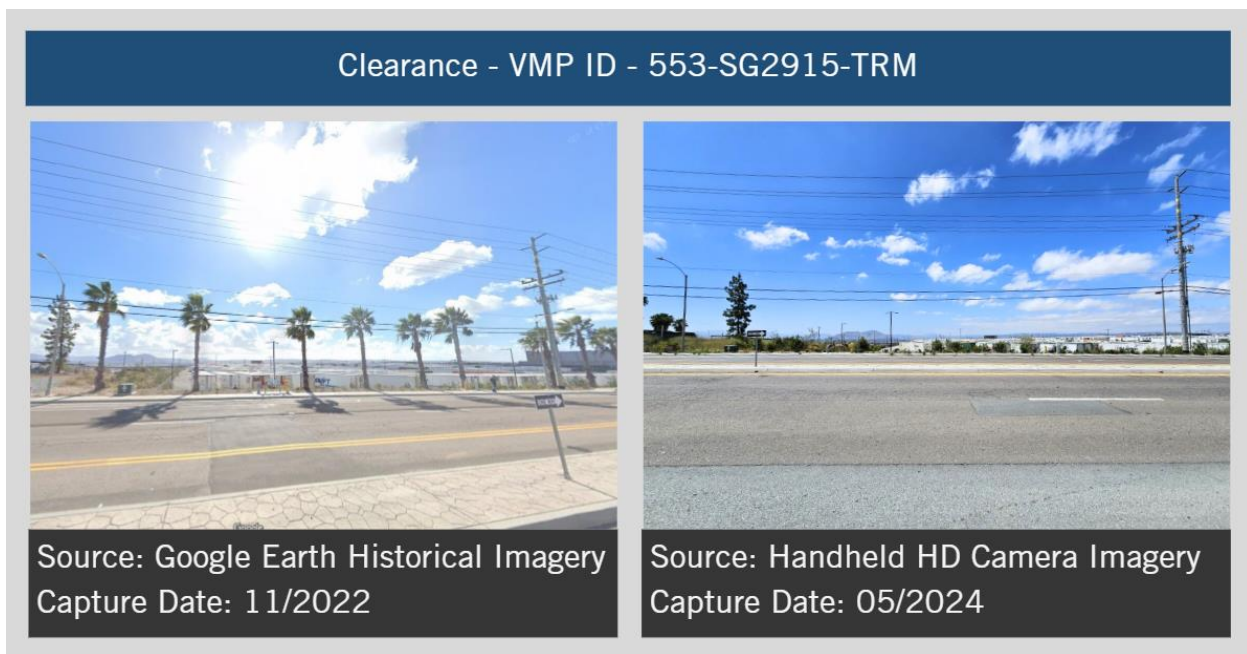 Clearance - VMP ID - 553-SG2915-TRM
Source: Google Earth Historical Imagery
Capture Date: 11/2022
Source: Handheld HD Camera Imagery
Capture Date: 05/2024